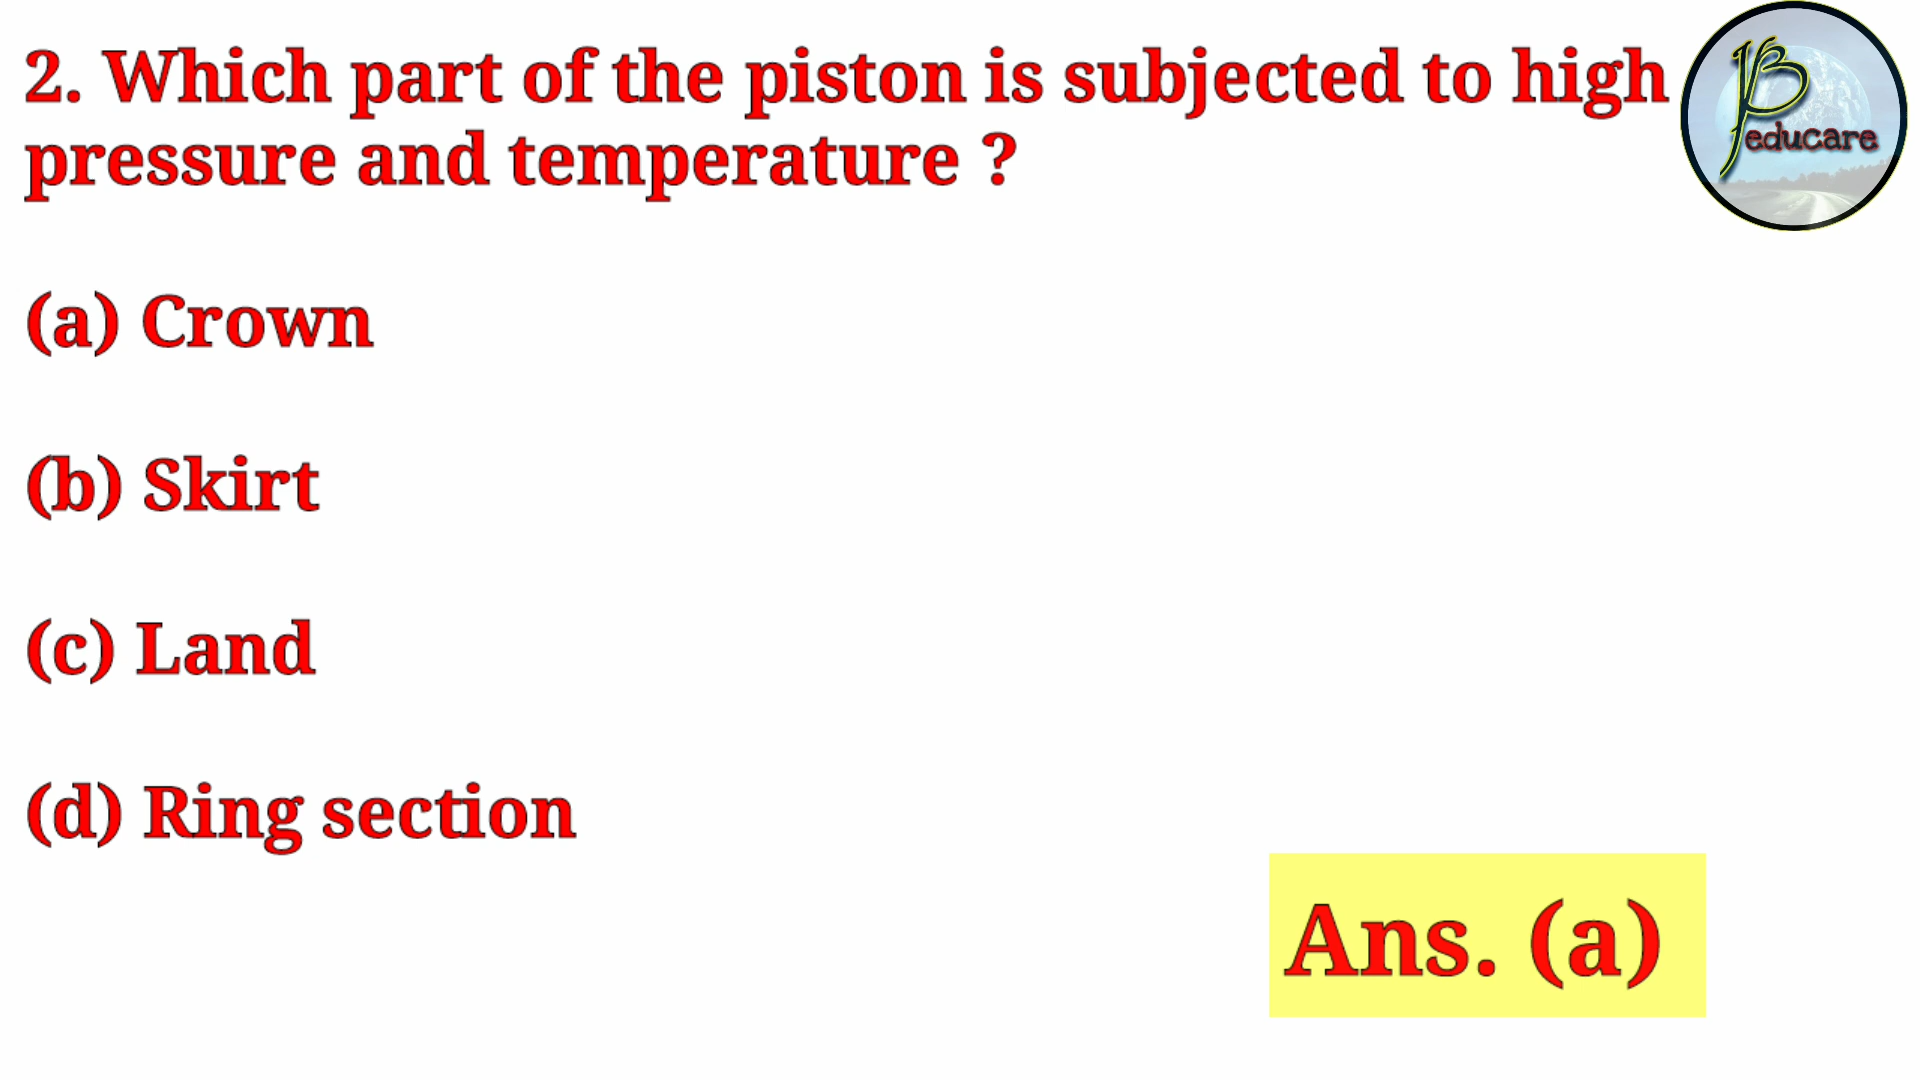 2. Which part of the piston is subjected to high
pressure and temperature ?
(a) Crown
(b) Skirt
(c) Land
(d) Ring section
Ans. (a)
educare